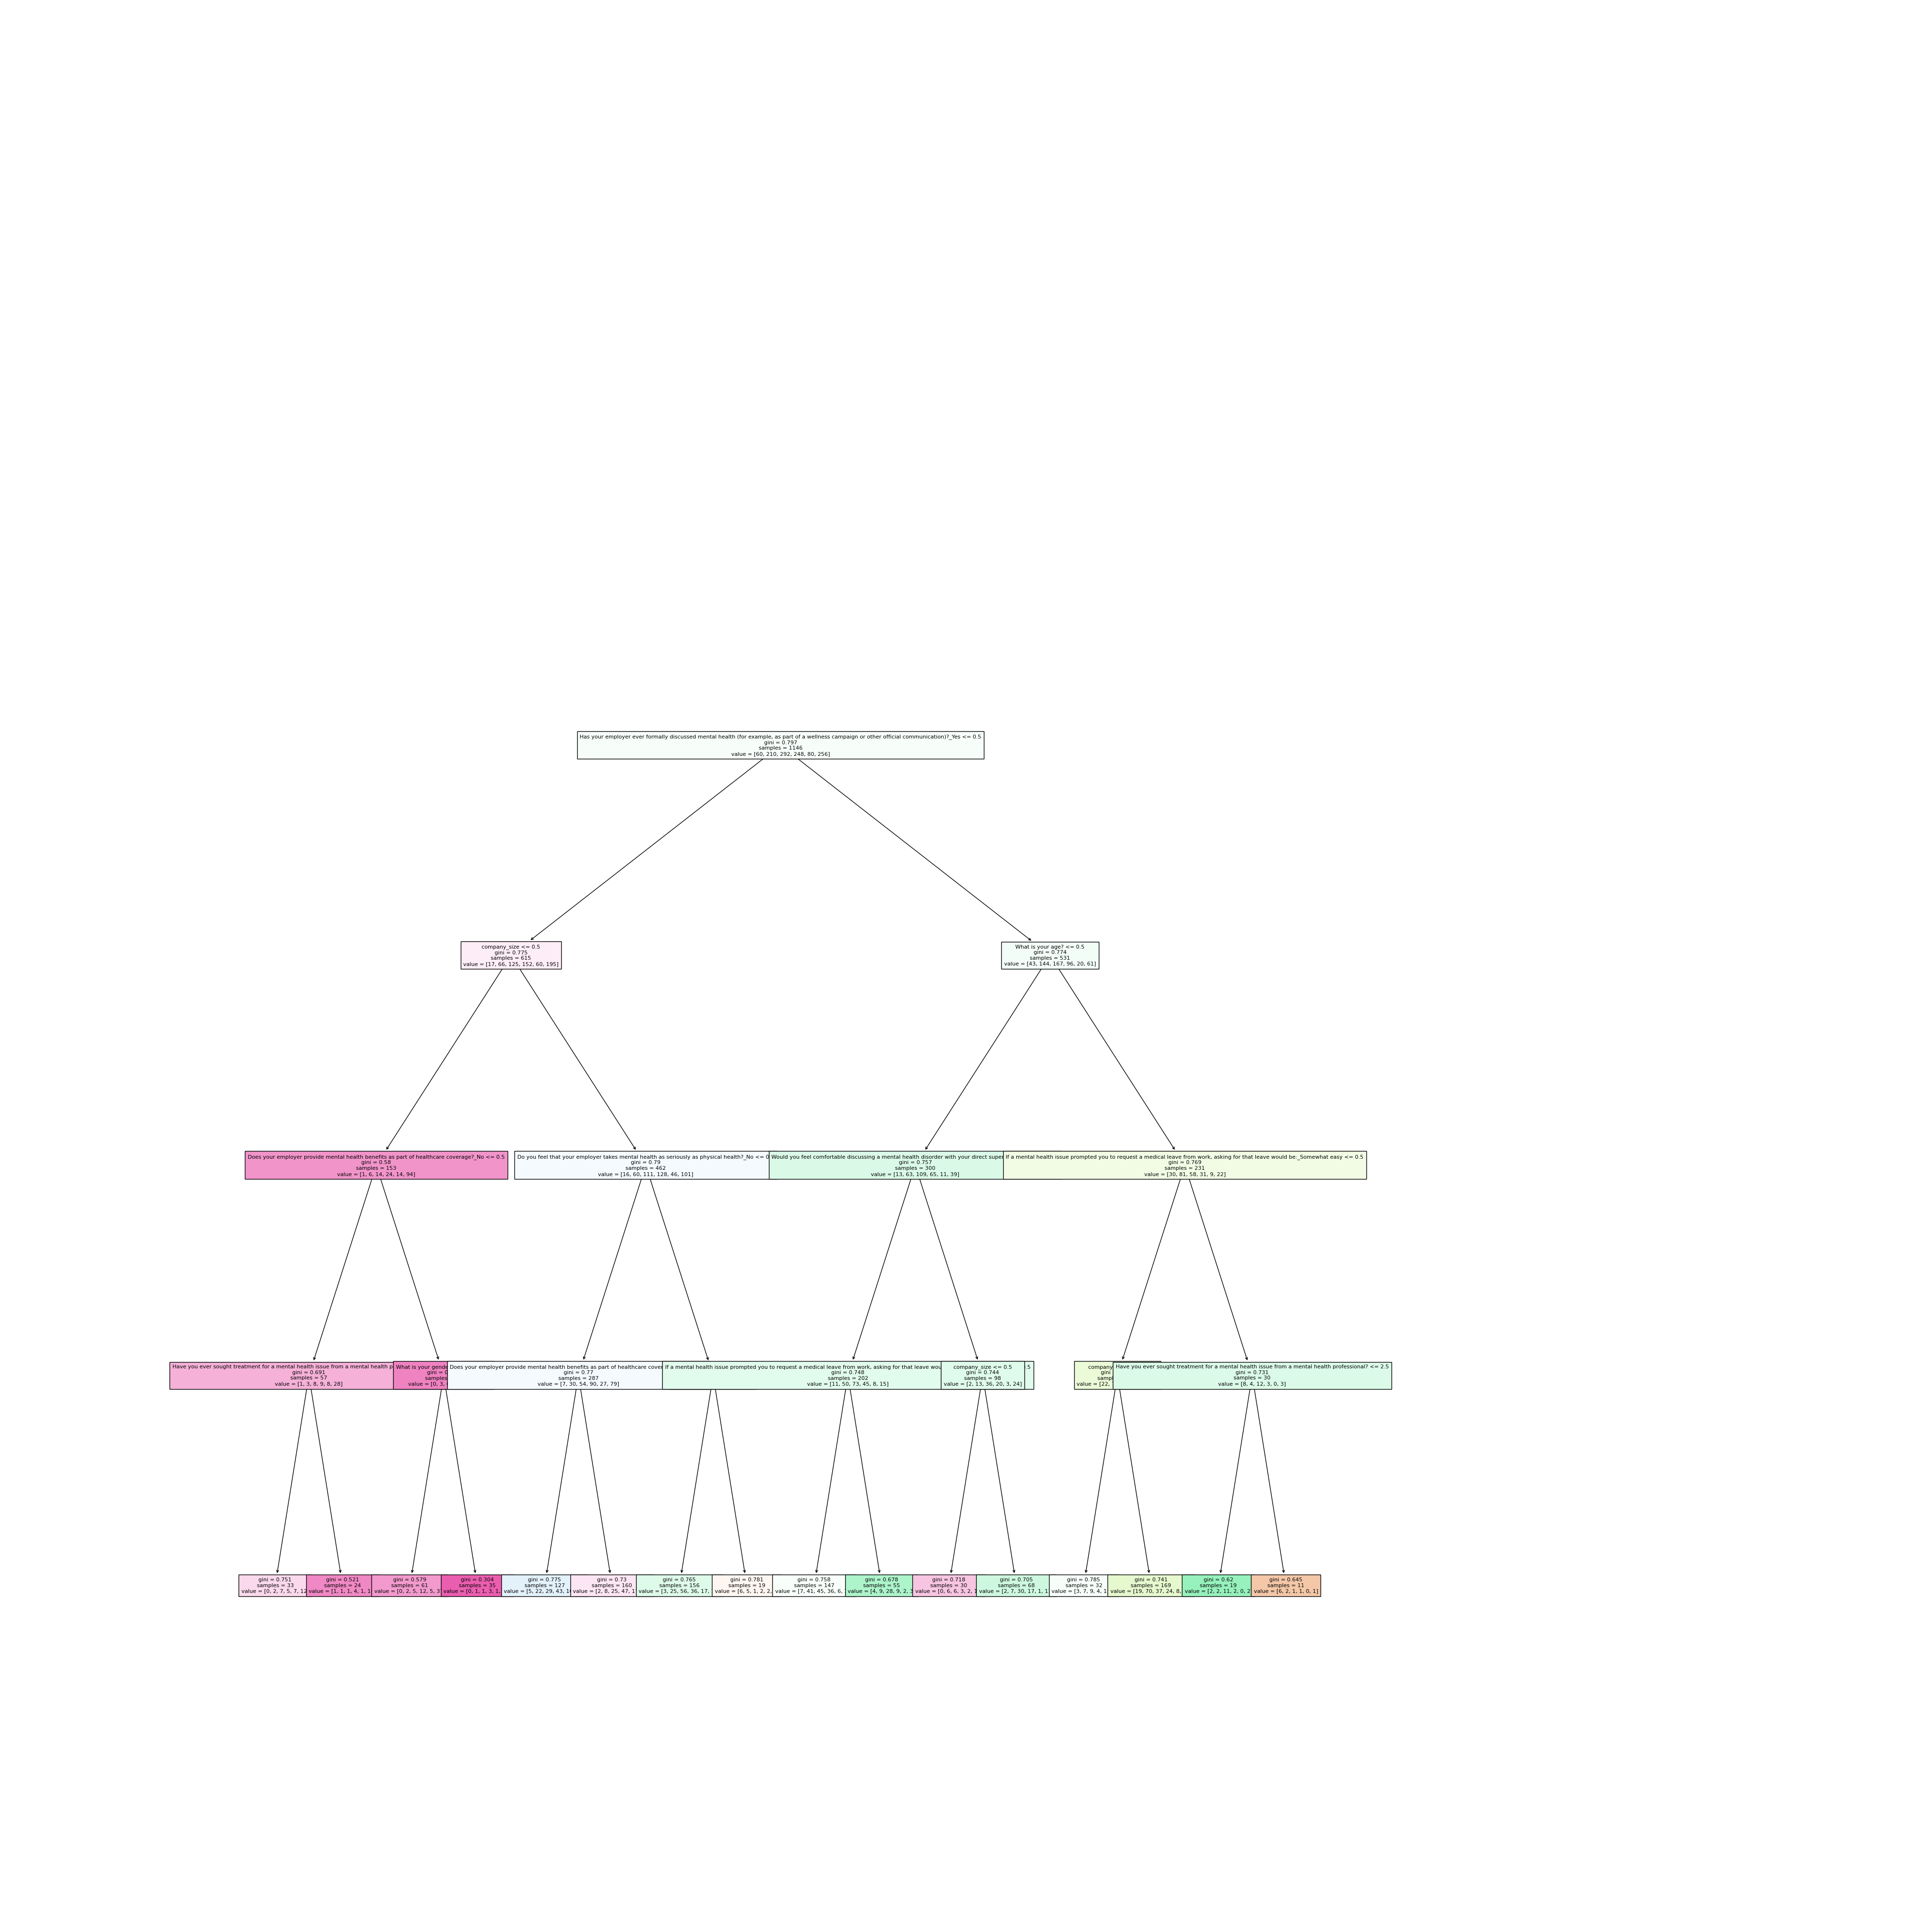 Has your employer ever formally discussed mental health (for example, as part of a wellness campaign or other official communication)?_Yes <= 0.5
gini = 0.797
samples = 1146
value = [60, 210, 292, 248, 80, 256]
company_size <= 0.5
gini = 0.775
samples = 615
value = [17, 66, 125, 152, 60, 195]
What is your age? <= 0.5
gini = 0.774
samples = 531
value = [43, 144, 167, 96, 20, 61]
Does your employer provide mental health benefits as part of healthcare coverage?_No <= 0.5
gini = 0.58
samples = 153
value = [1, 6, 14, 24, 14, 94]
Do you feel that your employer takes mental health as seriously as physical health?_No <= 0
gini = 0.79
samples = 462
value = [16, 60, 111, 128, 46, 101]
Would you feel comfortable discussing a mental health disorder with your direct super
gini = 0.757
samples = 300
value = [13, 63, 109, 65, 11, 39]
If a mental health issue prompted you to request a medical leave from work, asking for that leave would be:_Somewhat easy <= 0.5
gini = 0.769
samples = 231
value = [30, 81, 58, 31, 9, 22]
Have you ever sought treatment for a mental health issue from a mental health p
gini = 0.691
samples = 57
value = [1, 3, 8, 9, 8, 28]
What is your gende
gini = 0
samples
value = [0, 3,
Does your employer provide mental health benefits as part of healthcare cover
gini = 0.77
samples = 287
value = [7, 30, 54, 90, 27, 79]
If a mental health issue prompted you to request a medical leave from work, asking for that leave wou
gini = 0.748
samples = 202
value = [11, 50, 73, 45, 8, 15]
company_size <= 0.5
gini = 0.744
samples = 98
value = [2, 13, 36, 20, 3, 24]
company
gini
samp
value = [22,
Have you ever sought treatment for a mental health issue from a mental health professional? <= 2.5
gini = 0.731
samples = 30
value = [8, 4, 12, 3, 0, 3]
gini = 0.751
samples = 33
value = [0, 2, 7, 5, 7, 12
gini = 0.521
samples = 24
value = [1, 1, 1, 4, 1, 1
gini = 0.579
samples = 61
value = [0, 2, 5, 12, 5, 3
gini = 0.304
samples = 35
value = [0, 1, 1, 3, 1,
gini = 0.775
samples = 127
value = [5, 22, 29, 43, 1
gini = 0.73
samples = 160
value = [2, 8, 25, 47, 1
gini = 0.765
samples = 156
value = [3, 25, 56, 36, 17,
gini = 0.781
samples = 19
value = [6, 5, 1, 2, 2,
gini = 0.758
samples = 147
value = [7, 41, 45, 36, 6,
gini = 0.678
samples = 55
value = [4, 9, 28, 9, 2, 3
gini = 0.718
samples = 30
value = [0, 6, 6, 3, 2, 1
gini = 0.705
samples = 68
value = [2, 7, 30, 17, 1, 1
gini = 0.785
samples = 32
value = [3, 7, 9, 4, 1
gini = 0.741
samples = 169
value = [19, 70, 37, 24, 8,
gini = 0.62
samples = 19
value = [2, 2, 11, 2, 0, 2
gini = 0.645
samples = 11
value = [6, 2, 1, 1, 0, 1]